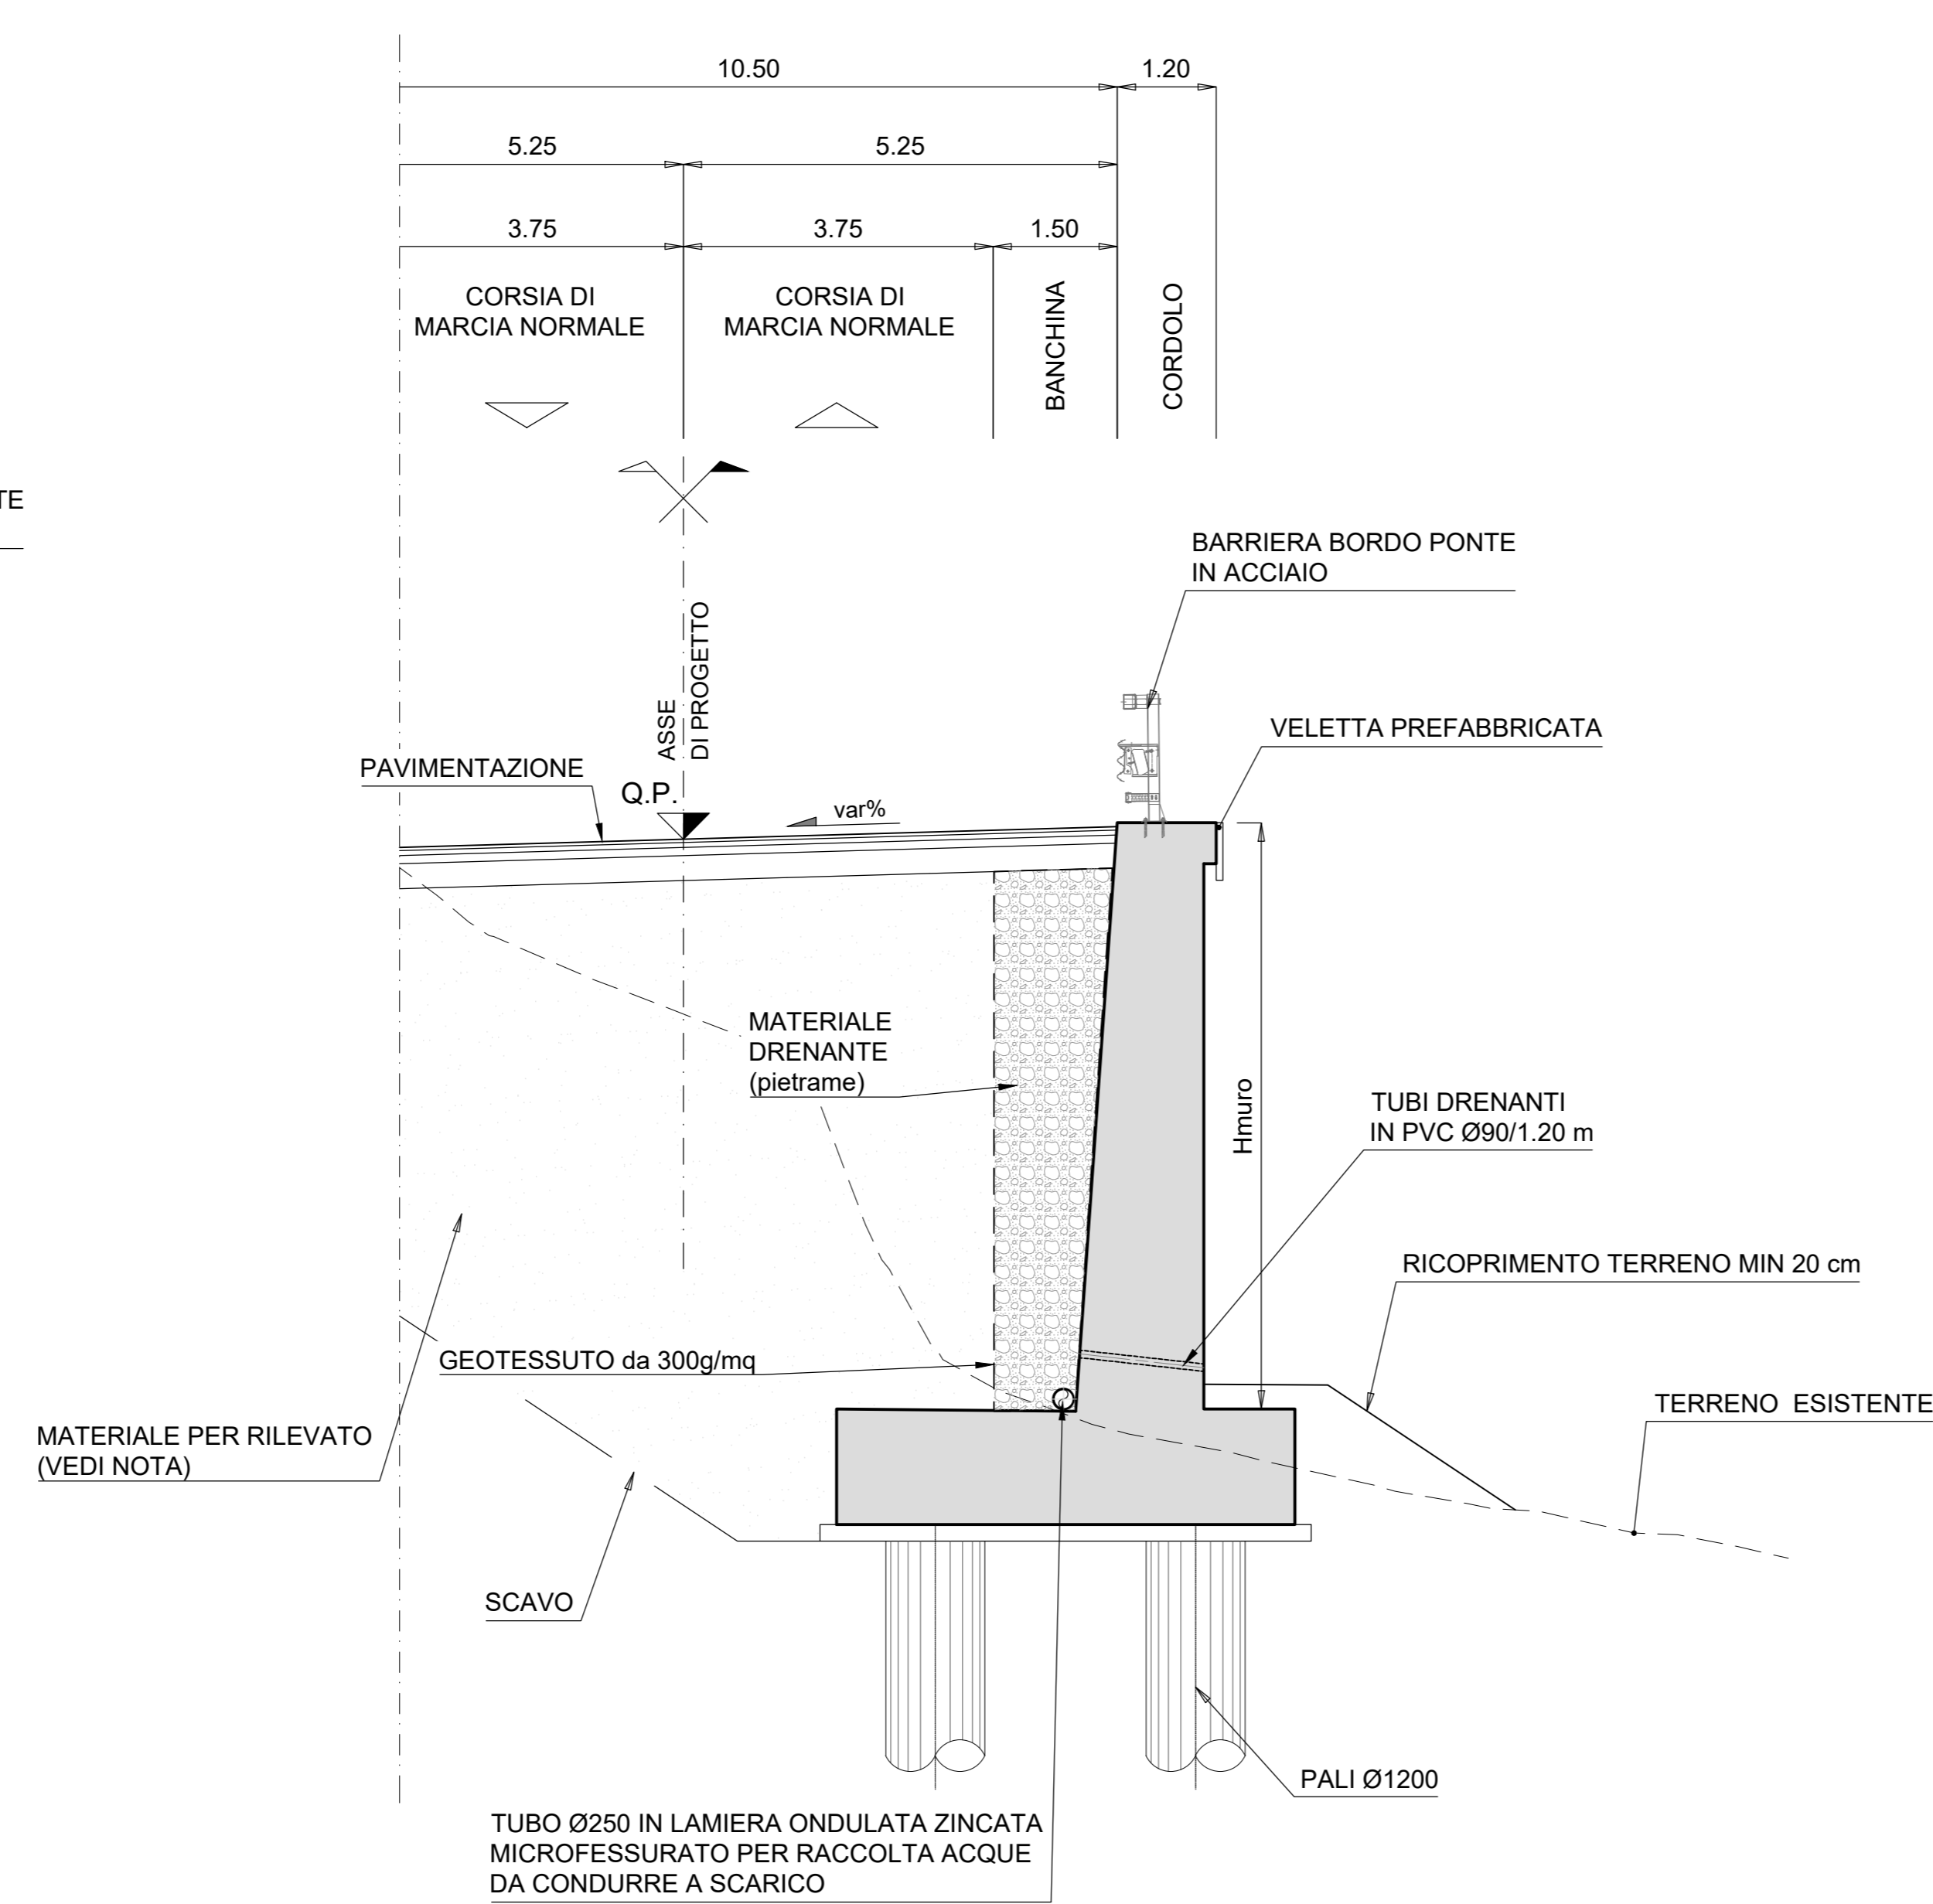 10.50
1.20
5.25
5.25
3.75
3.75
1.50
CORSIA DI
MARCIA NORMALE
CORSIA DI
MARCIA NORMALE
BANCHINA
CORDOLO
TE
BARRIERA BORDO PONTE
IN ACCIAIO
ASSE
DI PROGETTO
VELETTA PREFABBRICATA
PAVIMENTAZIONE
Q.P.
var%
MATERIALE
DRENANTE
(pietrame)
Hmuro
TUBI DRENANTI
IN PVC Ø90/1.20 m
RICOPRIMENTO TERRENO MIN 20 cm
GEOTESSUTO da 300g/mq
TERRENO ESISTENTE
MATERIALE PER RILEVATO
(VEDI NOTA)
SCAVO
PALI Ø1200
TUBO Ø250 IN LAMIERA ONDULATA ZINCATA
MICROFESSURATO PER RACCOLTA ACQUE
DA CONDURRE A SCARICO